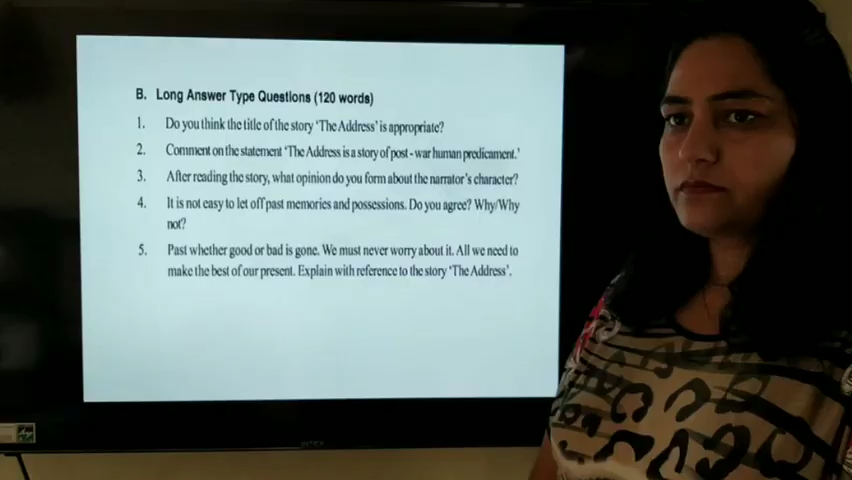 B. Long Answer Type Questions (120 words)
1. Do you think the title of the story 'The Address' is appropriate?
2. Comment on the statement 'The Address is a story of post - war human predicament.'
3. After reading the story, what opinion do you form about the narrator's character?
4. It is not easy to let off past memories and possessions. Do you agree? Why/Why
not?
5. Past whether good or bad is gone. We must never worry about it. All we need to
make the best of our present. Explain with reference to the story 'The Address'.